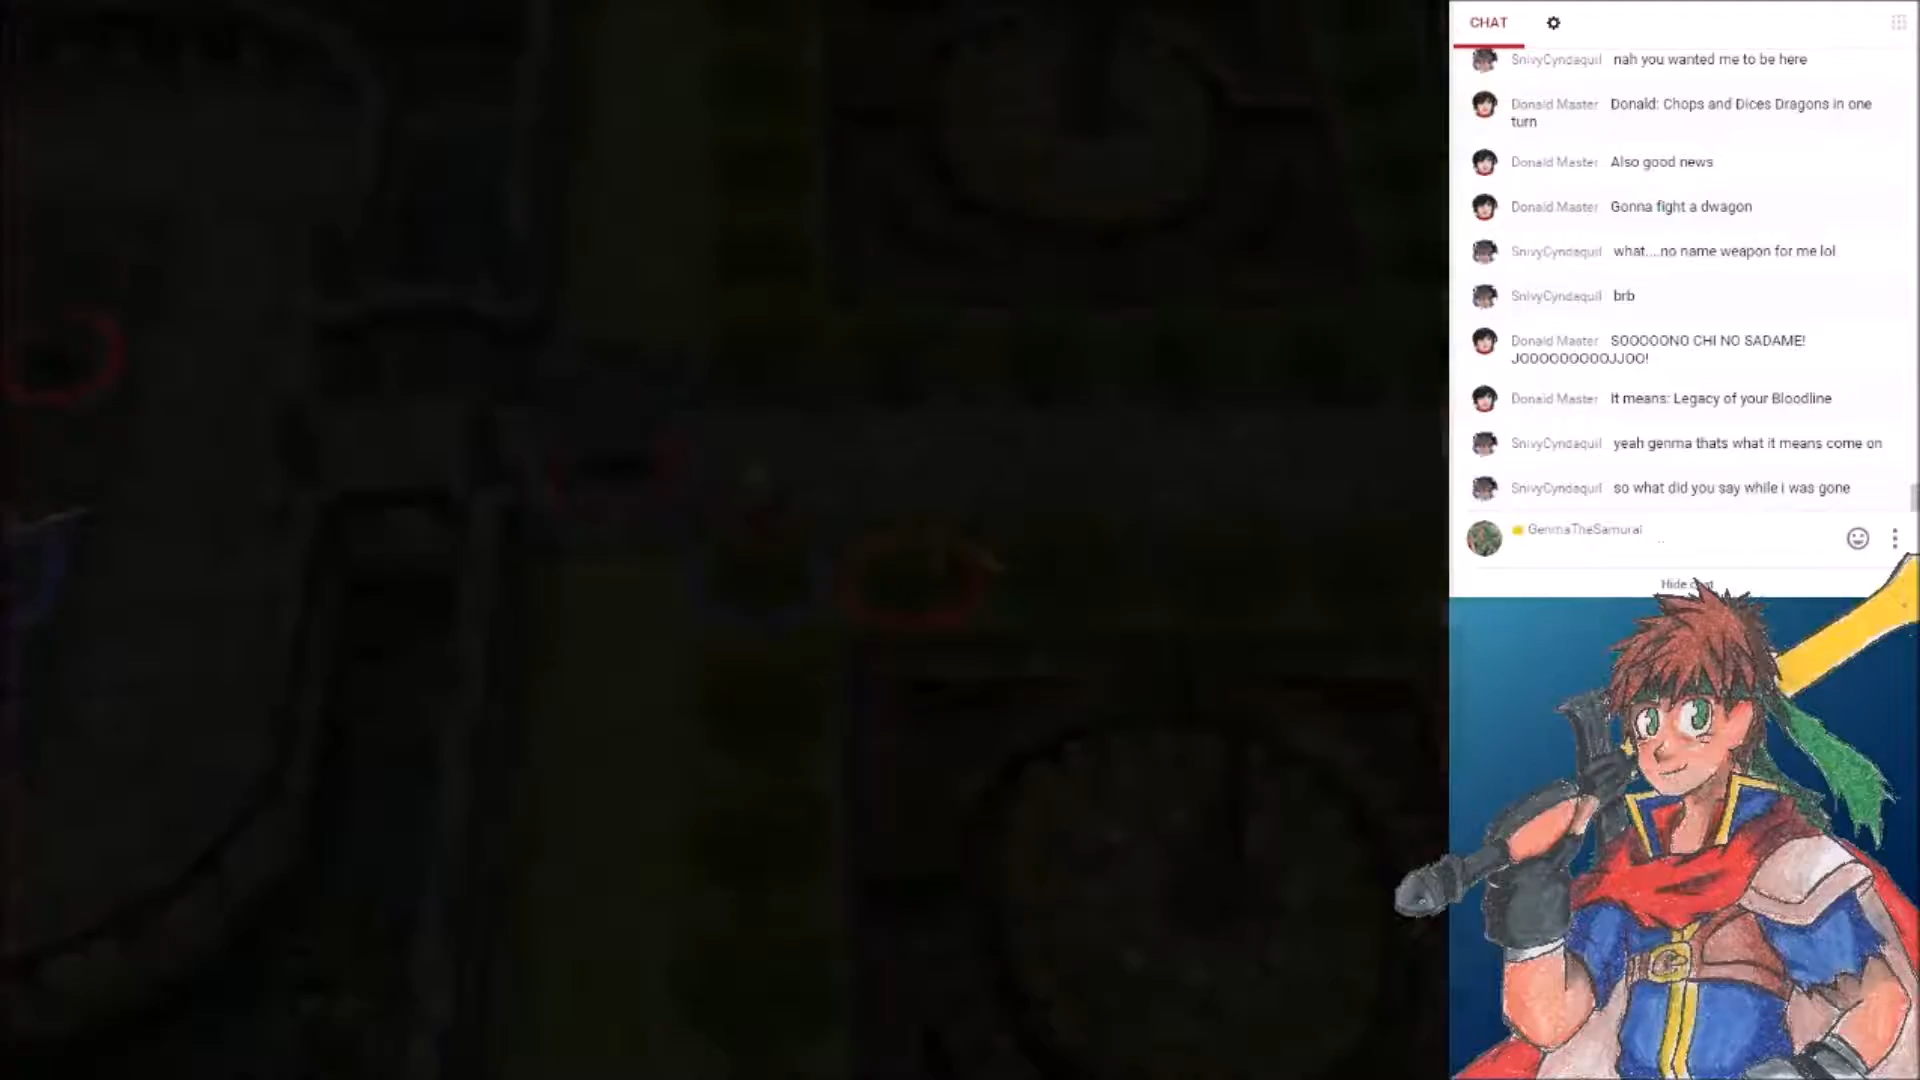 CHAT
SnivyCyndaquil nah you wanted me to be here
Donald Master Donald: Chops and Dices Dragons in one
turn
Donald Master Also good news
Donald Master Gonna fight a dwagon
SnivyCyndaquil what....no name weapon for me lol
SnivyCyndaquil brb
Donald Master SOOOOONO CHI NO SADAME!
JOOOOOOOOOJJOO!
Donald Master It means: Legacy of your Bloodline
SnivyCyndaquil yeah genma thats what it means come on
SnivyCyndaquil so what did you say while i was gone
GenmaTheSamurai
Hide chat